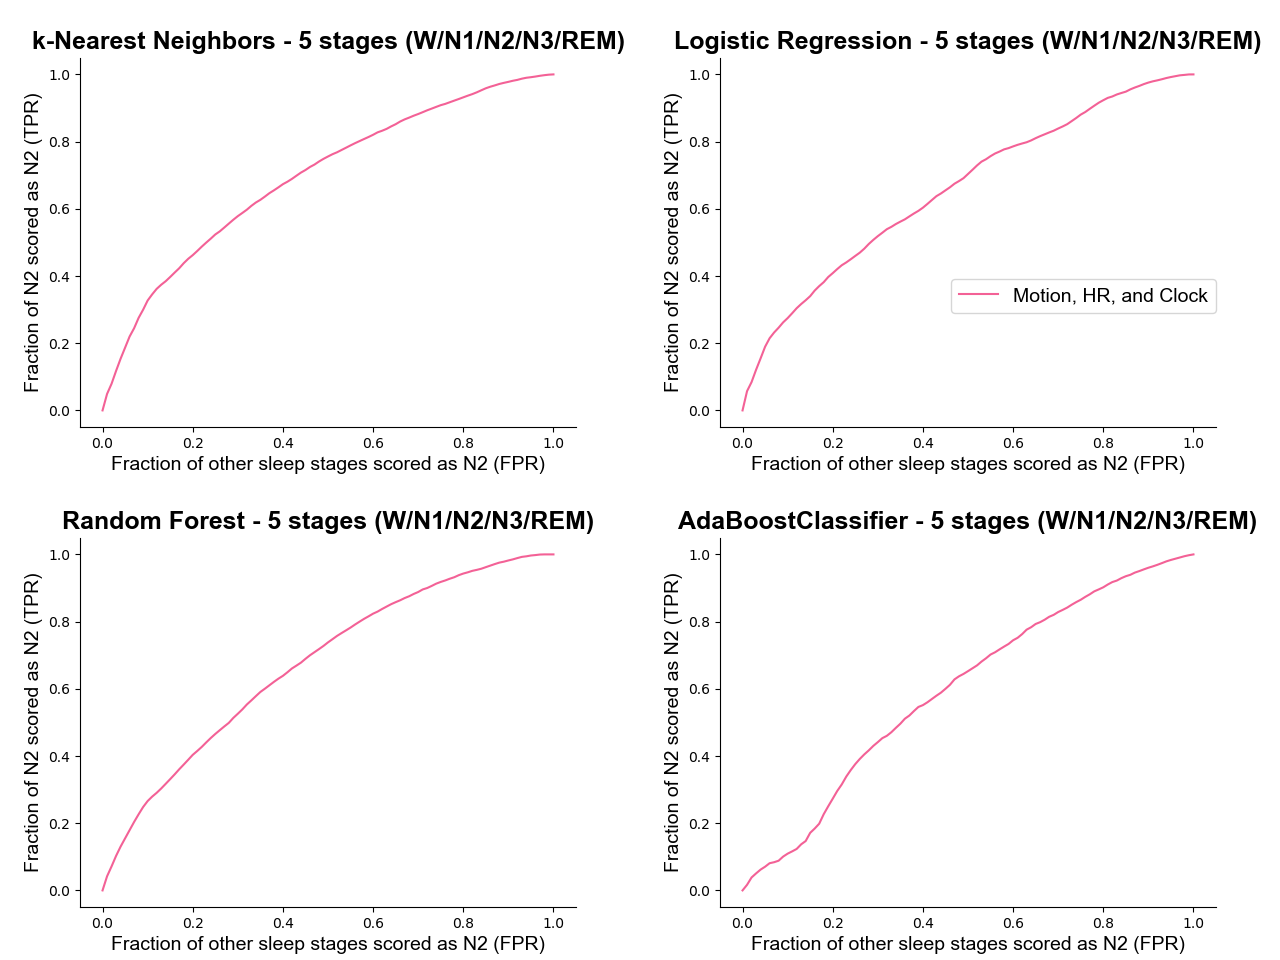 k-Nearest Neighbors - 5 stages (W/N1/N2/N3/REM)
1.0
0.8
0.6
0.4
0.2
0.0
Fraction of N2 scored as N2 (TPR)
0.0 0.2 0.4 0.6 0.8 1.0
Fraction of other sleep stages scored as N2 (FPR)
Logistic Regression - 5 stages (W/N1/N2/N3/REM)
1.0
0.8
0.6
0.4
0.2
0.0
Fraction of N2 scored as N2 (TPR)
Motion, HR, and Clock
0.0 0.2 0.4 0.6 0.8 1.0
Fraction of other sleep stages scored as N2 (FPR)
Random Forest - 5 stages (W/N1/N2/N3/REM)
1.0
0.8
0.6
0.4
0.2
0.0
Fraction of N2 scored as N2 (TPR)
0.0 0.2 0.4 0.6 0.8 1.0
Fraction of other sleep stages scored as N2 (FPR)
AdaBoostClassifier - 5 stages (W/N1/N2/N3/REM)
1.0
0.8
0.6
0.4
0.2
0.0
Fraction of N2 scored as N2 (TPR)
0.0 0.2 0.4 0.6 0.8 1.0
Fraction of other sleep stages scored as N2 (FPR)